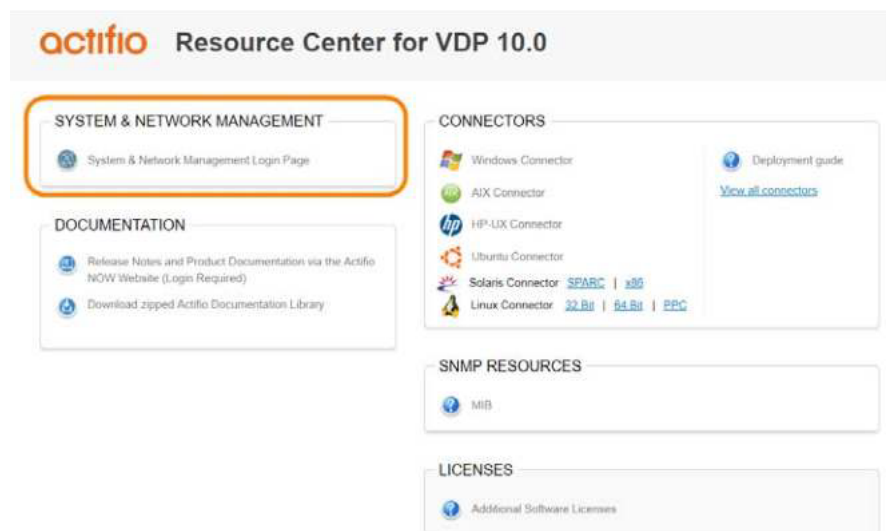 actifio Resource Center for VDP 10.0
SYSTEM & NETWORK MANAGEMENT
System & Network Management Login Page
DOCUMENTATION
Release Notes and Product Documentation via the Actifio
NOW Website (Login Required)
Download zipped Actifio Documentation Library
CONNECTORS
Windows Connector
Deployment guide
AIX Connector
View all connectors
HP-UX Connector
Ubuntu Connector
Solaris Connector SPARC | x86
Linux Connector 32 Bit | 64 Bit | PPC
SNMP RESOURCES
MIB
LICENSES
Additional Software Licenses